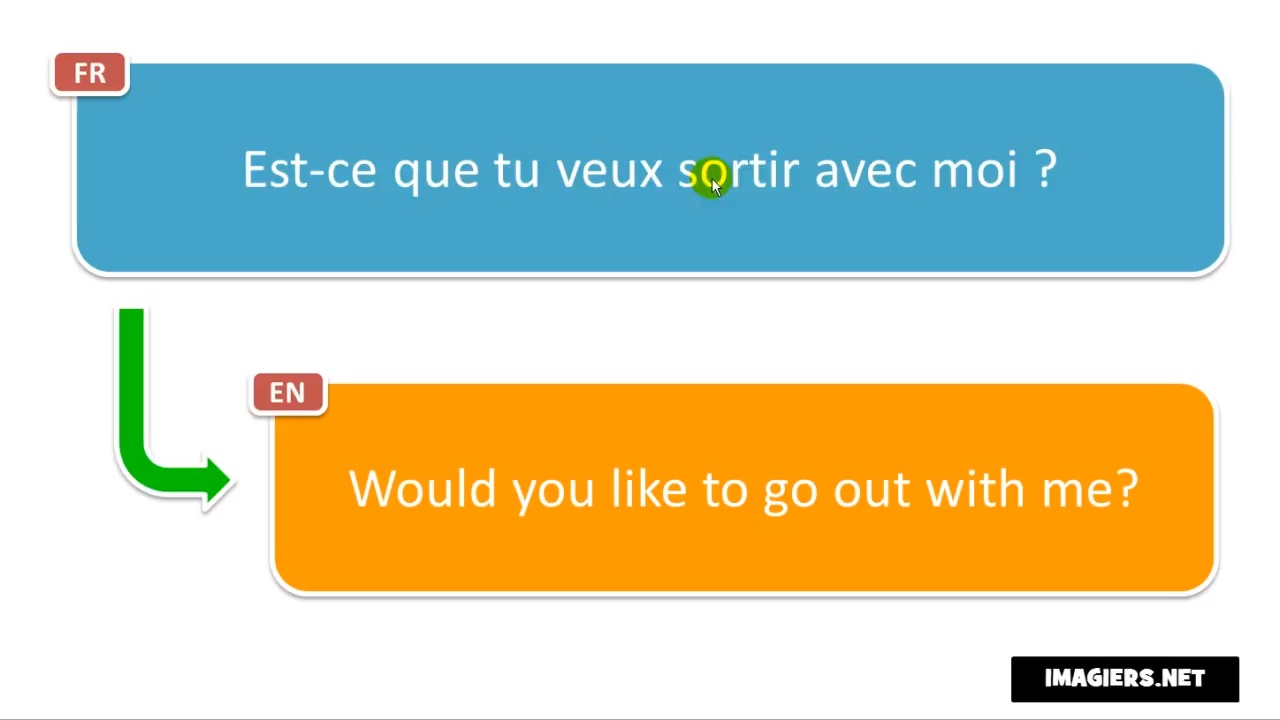 FR
Est-ce que tu veux sortir avec moi ?
EN
Would you like to go out with me?
IMAGIERS.NET